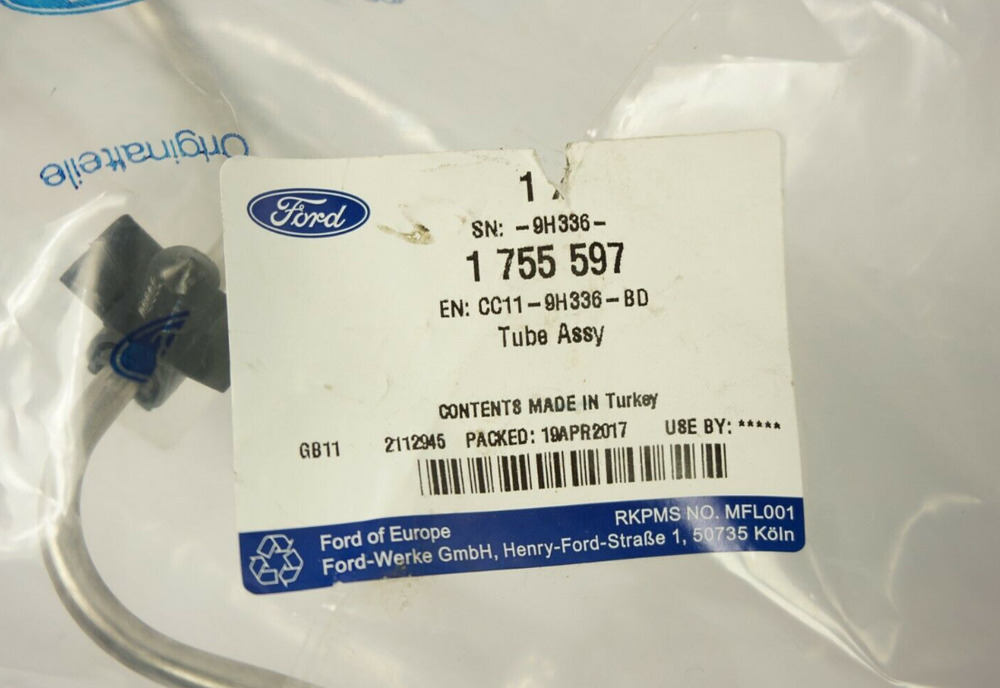 Originalteile
Ford
1
SN: -9H336-
1 755 597
EN: CC11-9H336-BD
Tube Assy
CONTENTS MADE IN Turkey
GB11 2112945 PACKED: 19APR2017 USE BY: *****
RKPMS NO. MFL001
Ford of Europe
Ford-Werke GmbH, Henry-Ford-Straße 1, 50735 Köln